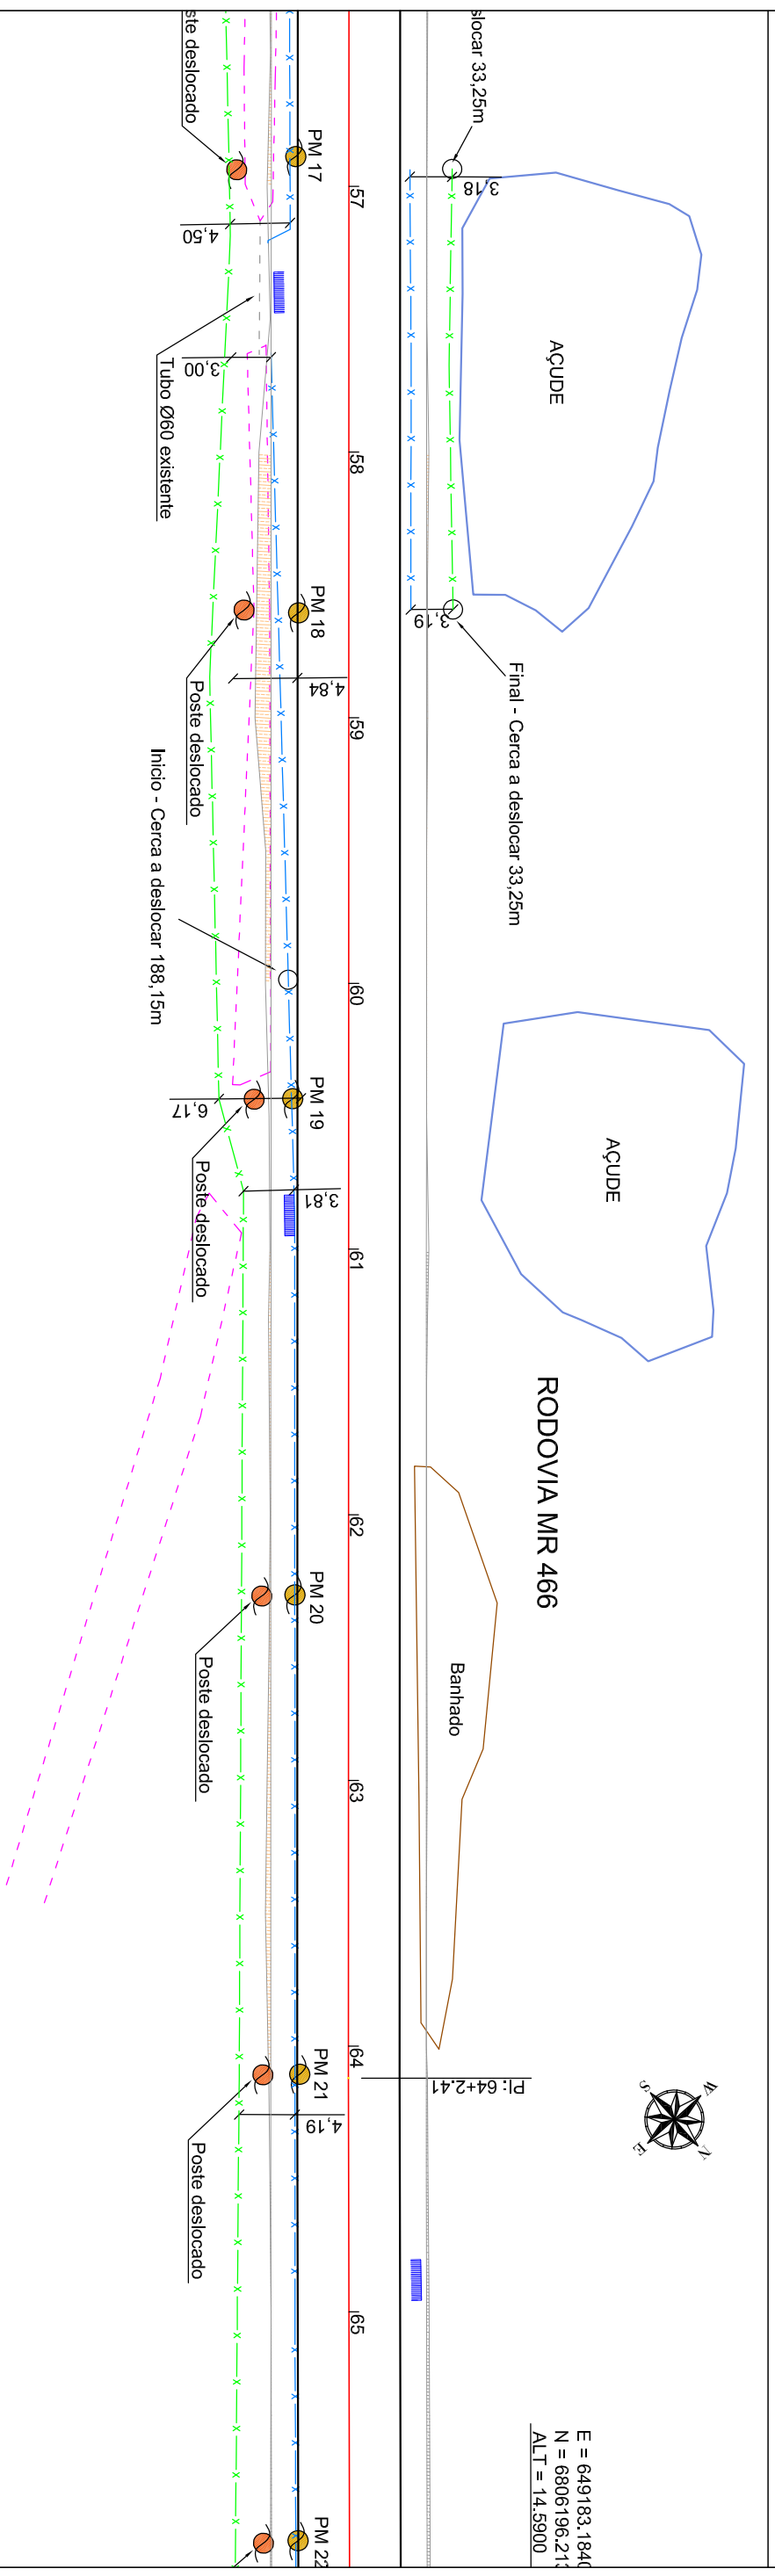 ste deslocado
PM 17
slocar 33,25m
57
3,18
4,50
Tubo Ø60 existente
3,00
AÇUDE
58
PM 18
Poste deslocado
3,19
Final - Cerca a deslocar 33,25m
4,84
59
Inicio - Cerca a deslocar 188,15m
60
PM 19
6,17
Poste deslocado
3,81
AÇUDE
61
RODOVIA MR 466
62
PM 20
Poste deslocado
Banhado
63
64
PI: 64+2.41
PM 21
Poste deslocado
4,19
S
W
E
N
65
E = 649183.1840
N = 6806196.213
ALT = 14.5900
PM 22